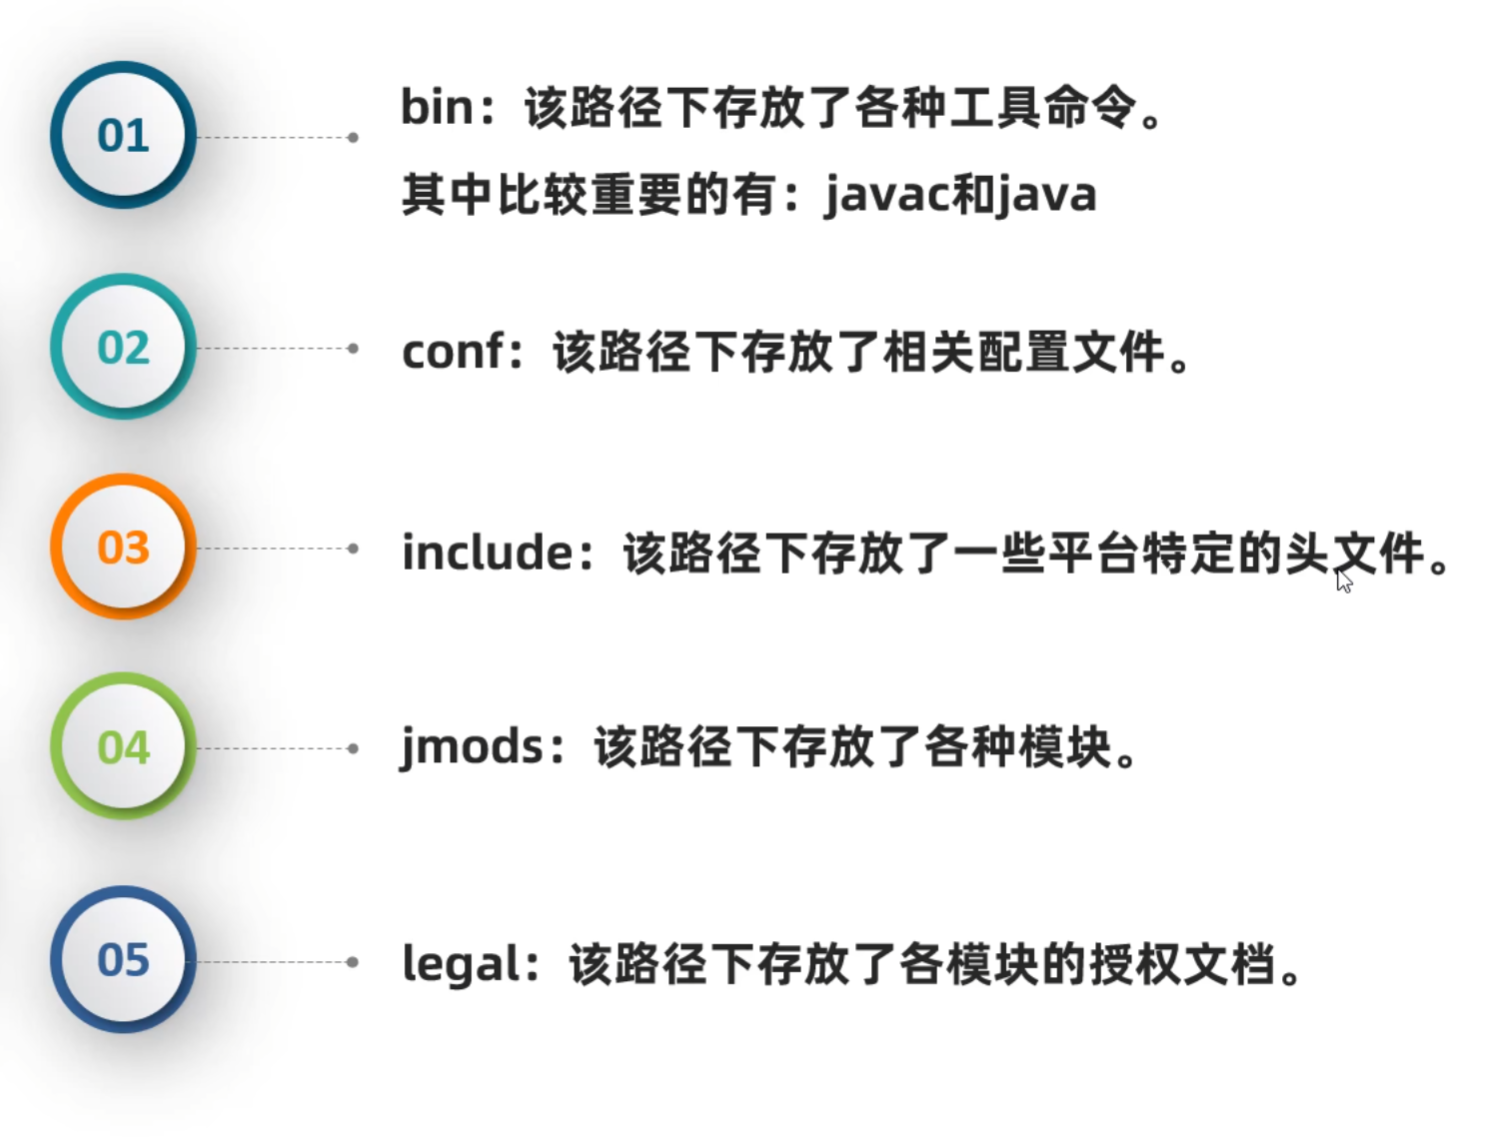 01
bin：该路径下存放了各种工具命令。
其中比较重要的有：javac和java
02
conf：该路径下存放了相关配置文件。
03
include：该路径下存放了一些平台特定的头文件。
04
jmods：该路径下存放了各种模块。
05
legal：该路径下存放了各模块的授权文档。